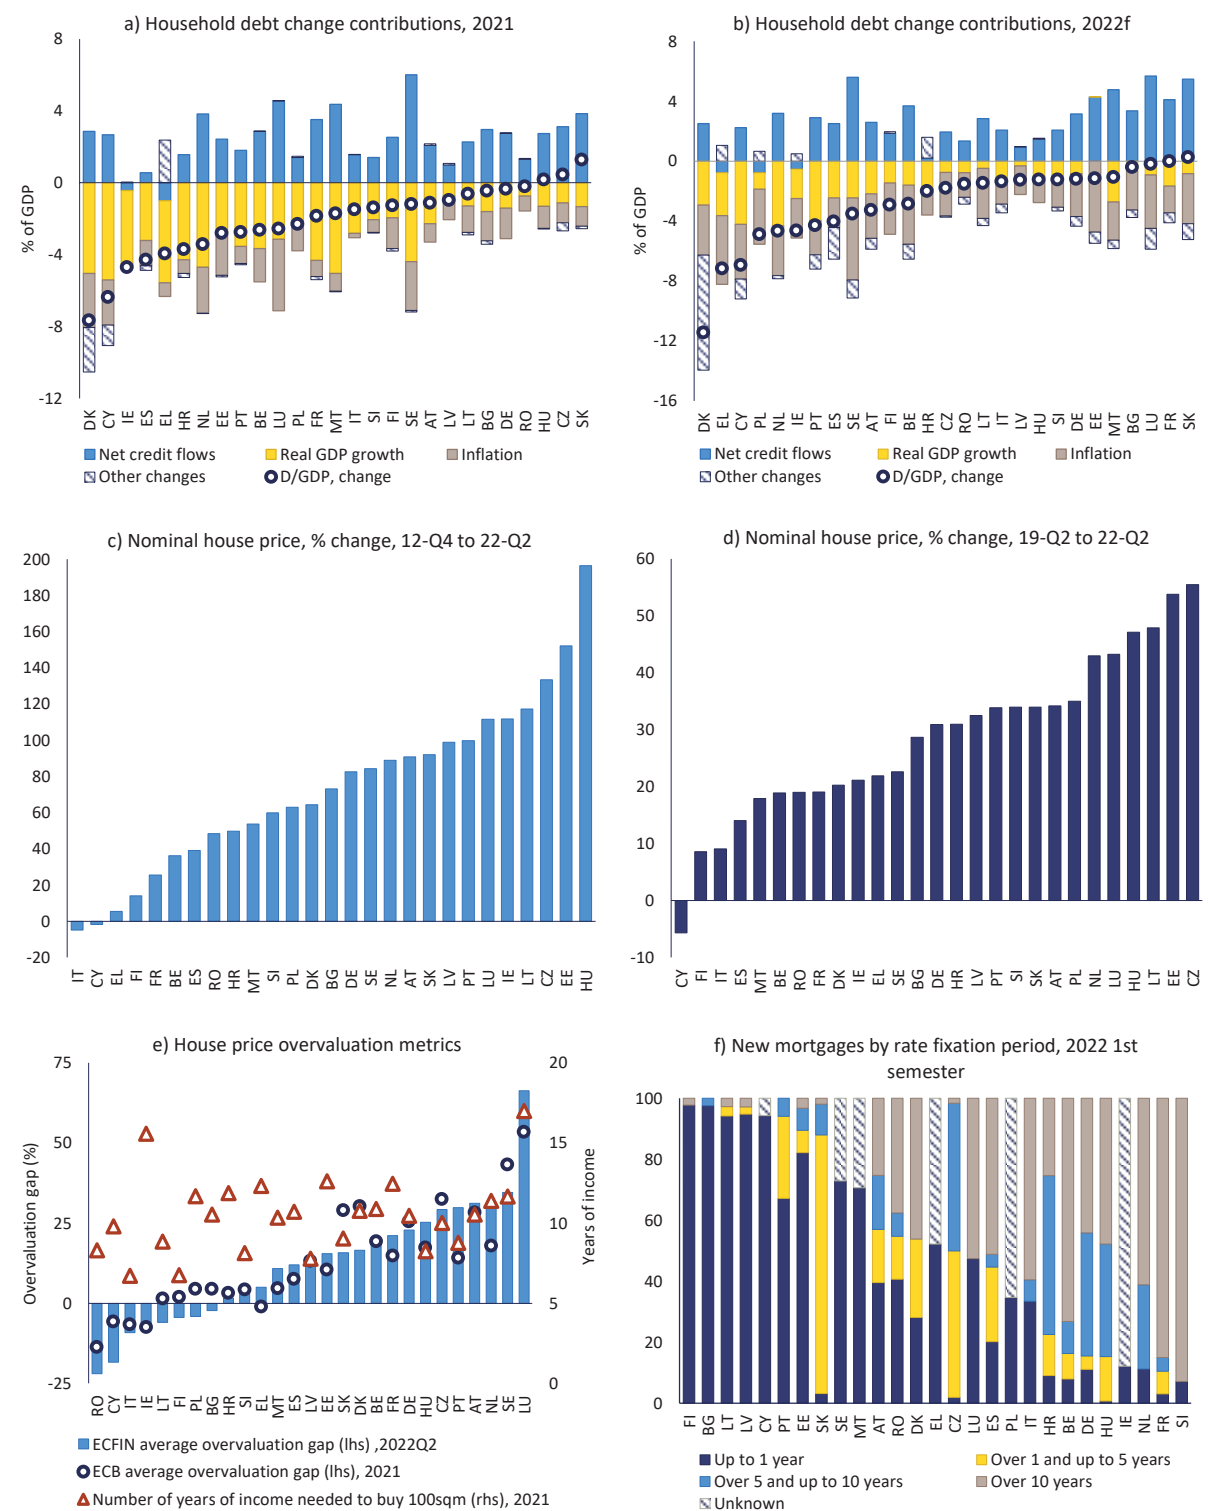 a) Household debt change contributions, 2021
8
4
0
-4
-8
-12
% of GDP
DK CY IE ES EL HR NL EE PT BE LU PL FR MT IT SI FI SE AT LV LT BG DE RO HU CZ SK
Net credit flows Real GDP growth Inflation
Other changes D/GDP, change
b) Household debt change contributions, 2022f
8
4
0
-4
-8
-12
-16
% of GDP
DK EL CY PL NL IE PT ES SE AT FI BE HR CZ RO LT IT LV HU SI DE EE MT BG LU FR SK
Net credit flows Real GDP growth Inflation
Other changes D/GDP, change
c) Nominal house price, % change, 12-Q4 to 22-Q2
200
180
160
140
120
100
80
60
40
20
0
-20
IT CY EL FI FR BE ES RO HR MT SI PL DK BG DE SE NL AT SK LV PT LU IE LT CZ EE HU
d) Nominal house price, % change, 19-Q2 to 22-Q2
60
50
40
30
20
10
0
-10
CY FI IT ES MT BE RO FR DK IE EL SE BG DE HR LV PT SI SK AT PL NL LU HU LT EE CZ
e) House price overvaluation metrics
75
50
25
0
-25
Overvaluation gap (%)
20
15
10
5
0
Years of income
RO CY IT IE LT FI PL BG HR SI EL MT ES LV EE SK DK BE FR DE HU CZ PT AT NL SE LU
ECFIN average overvaluation gap (lhs) ,2022Q2
ECB average overvaluation gap (lhs), 2021
Number of years of income needed to buy 100sqm (rhs), 2021
f) New mortgages by rate fixation period, 2022 1st
semester
100
80
60
40
20
0
FI BG LT LV CY PT EE SK SE MT AT RO DK EL CZ LU ES PL IT HR BE DE HU IE NL FR SI
Up to 1 year Over 1 and up to 5 years
Over 5 and up to 10 years Over 10 years
Unknown